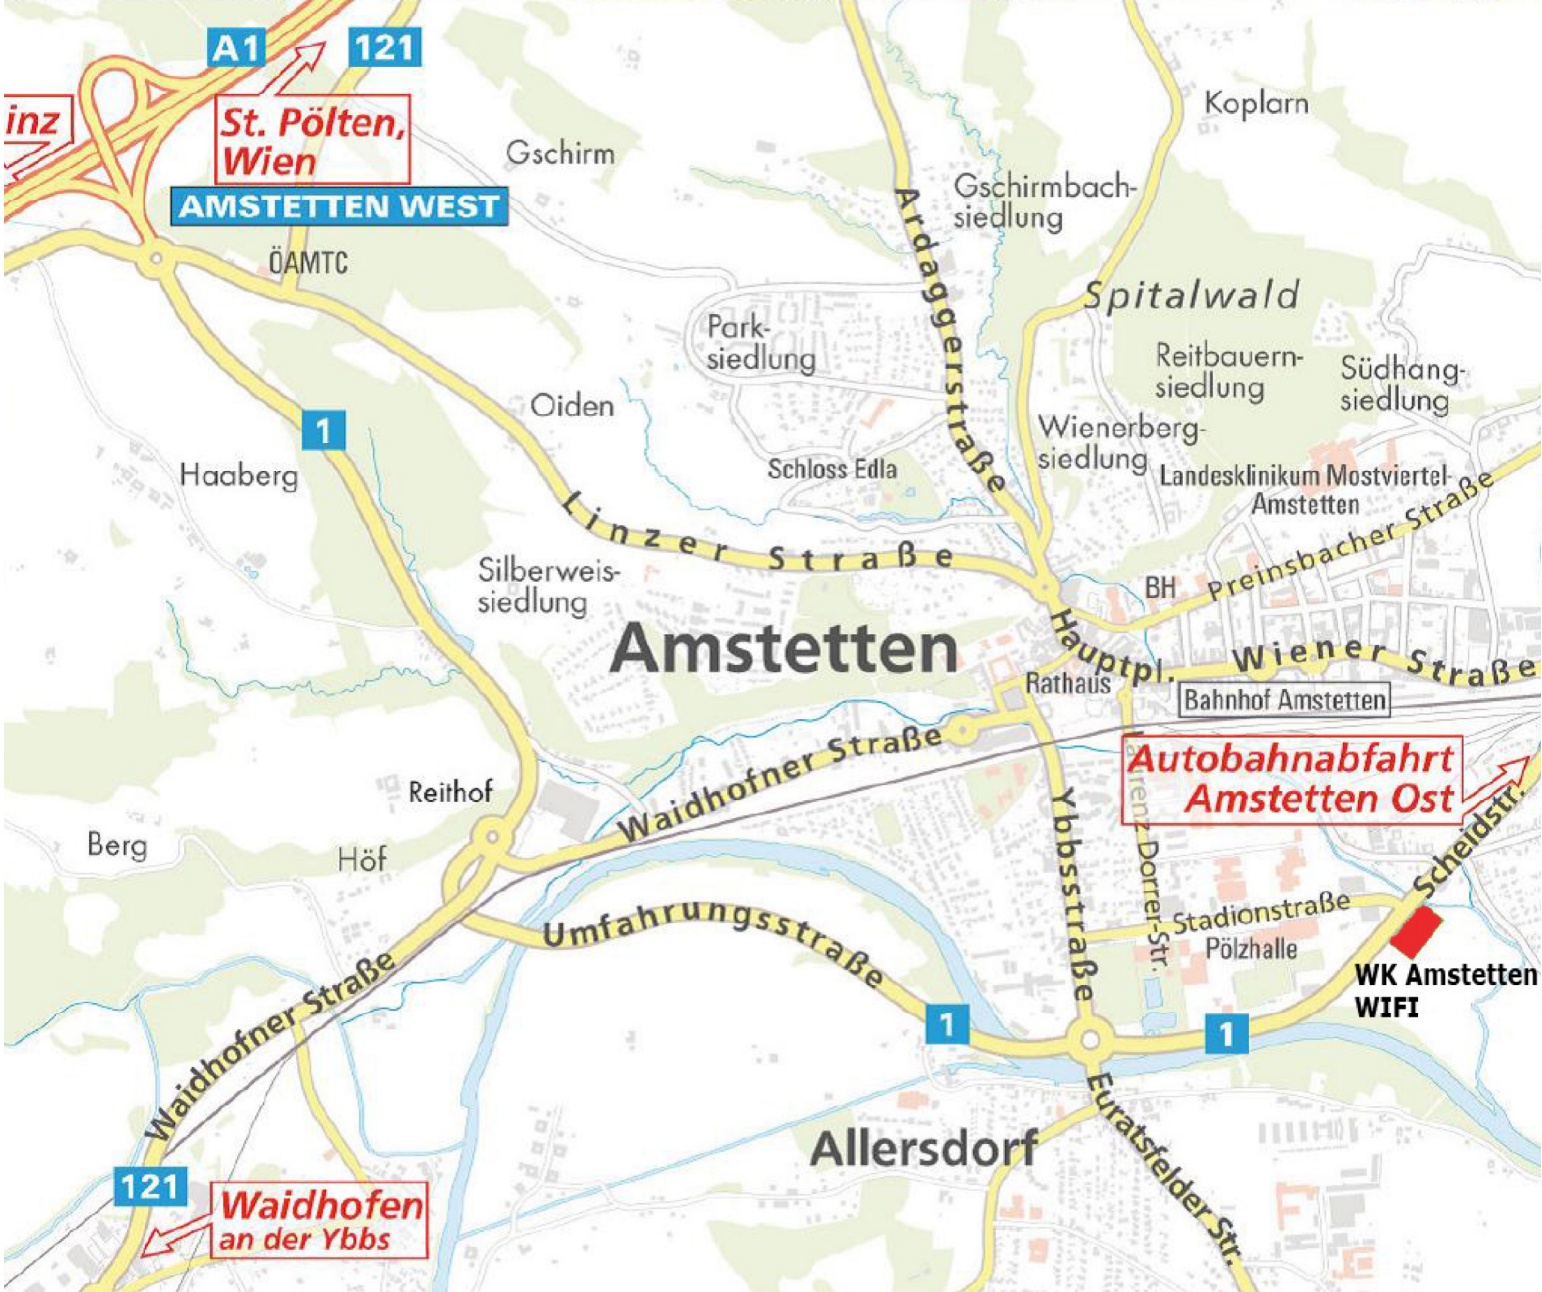 A1
121
inz
St. Pölten,
Wien
AMSTETTEN WEST
ÖAMTC
Gschirm
Koplarn
Gschirmbach-
siedlung
Ardaggerstraße
Spitalwald
Park-
siedlung
Reitbauern-
siedlung
Südhang-
siedlung
Oiden
1
Wienerberg-
siedlung
Haaberg
Schloss Edla
Landesklinikum Mostviertel-
Amstetten
Linzer Straße
Preinsbacher Straße
Silberweis-
siedlung
BH
Amstetten
Hauptpl.
Wiener Straße
Rathaus
Bahnhof Amstetten
Waidhofner Straße
Autobahnabfahrt
Amstetten Ost
Reithof
Berg
Höf
Ybbsstraße
Laurenz Dorrer-Str.
Scheidstr.
Umfahrungsstraße
Stadionstraße
Pölzhalle
WK Amstetten
WIFI
Waidhofner Straße
1
1
Euratsfelder Str.
Allersdorf
121
Waidhofen
an der Ybbs